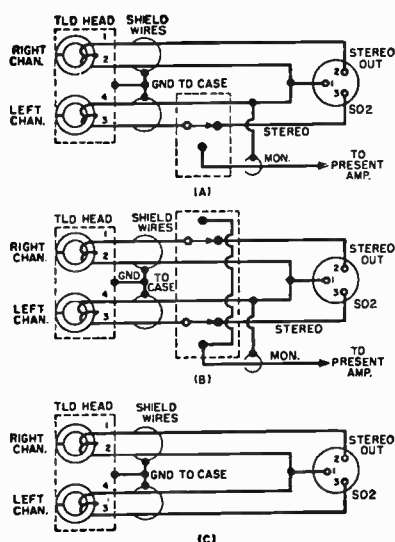 TLD HEAD
SHIELD WIRES
RIGHT CHAN.
1
2
GND TO CASE
LEFT CHAN.
4
3
STEREO
MON.
STEREO OUT
2
1
3
SO2
TO PRESENT AMP.
(A)
TLD HEAD
SHIELD WIRES
RIGHT CHAN.
1
2
GND TO CASE
LEFT CHAN.
4
3
STEREO
MON.
STEREO OUT
2
1
3
SO2
TO PRESENT AMP.
(B)
TLD HEAD
SHIELD WIRES
RIGHT CHAN.
1
2
GND TO CASE
LEFT CHAN.
4
3
STEREO OUT
2
1
3
SO2
(C)